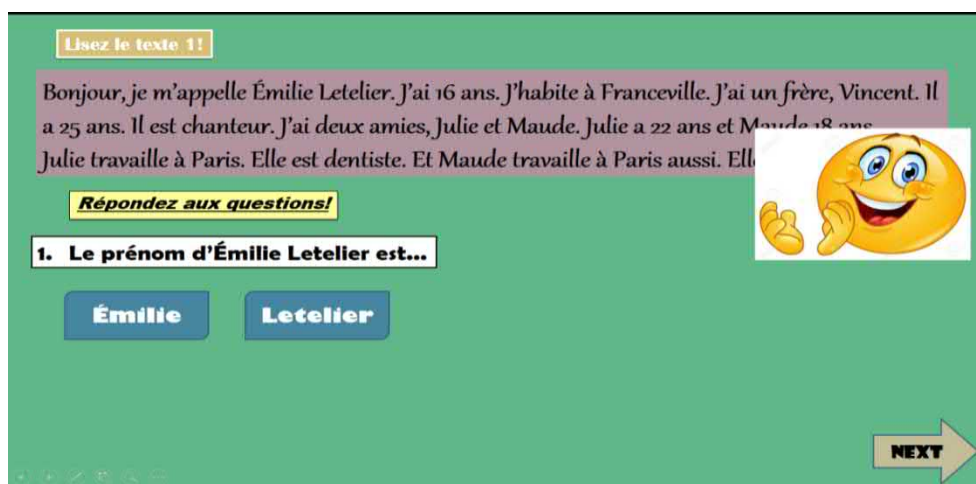 Lisez le texte 1!
Bonjour, je m'appelle Émilie Letelier. J'ai 16 ans. J'habite à Franceville. J'ai un frère, Vincent. Il
a 25 ans. Il est chanteur. J'ai deux amies, Julie et Maude. Julie a 22 ans et Maude 18 ans.
Julie travaille à Paris. Elle est dentiste. Et Maude travaille à Paris aussi.
Répondez aux questions!
1. Le prénom d'Émilie Letelier est...
Émilie Letelier
NEXT